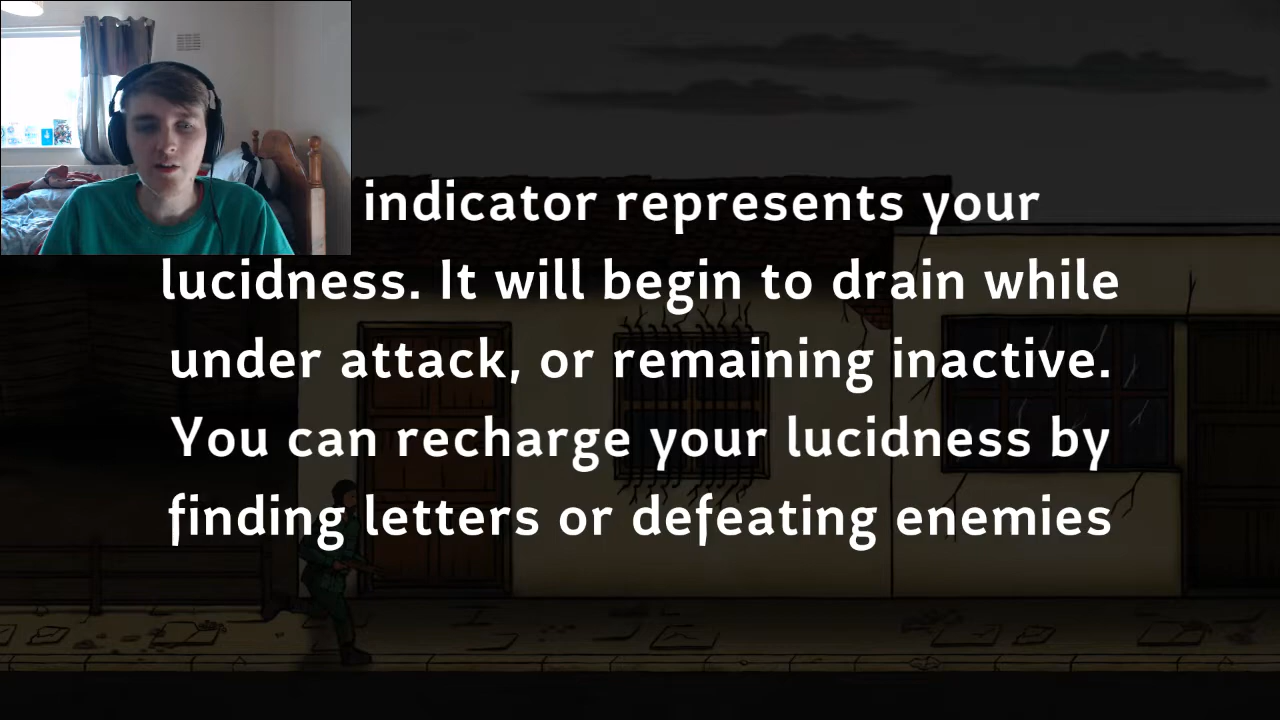 indicator represents your
lucidness. It will begin to drain while
under attack, or remaining inactive.
You can recharge your lucidness by
finding letters or defeating enemies